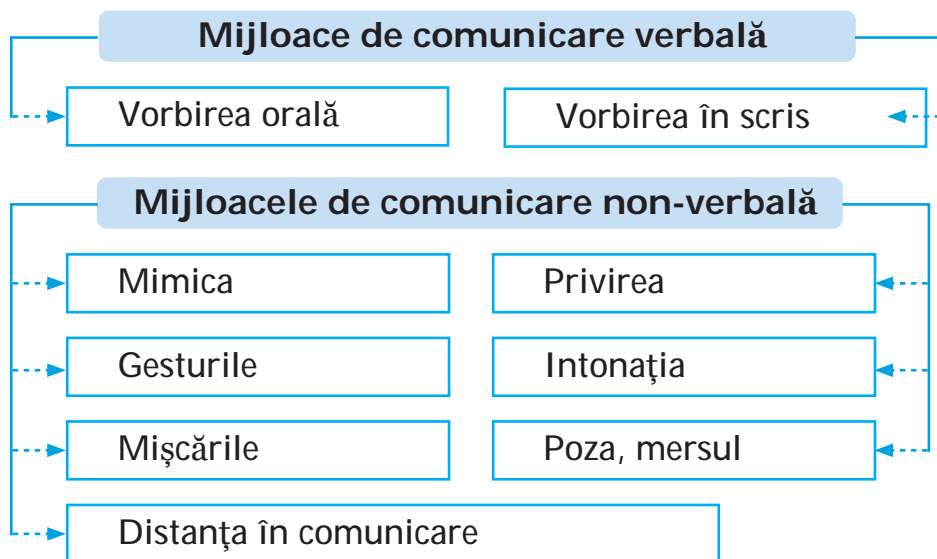 Mijloace de comunicare verbală
Vorbirea orală
Vorbirea în scris
Mijloacele de comunicare non-verbală
Mimica
Privirea
Gesturile
Intonaţia
Mişcările
Poza, mersul
Distanţa în comunicare